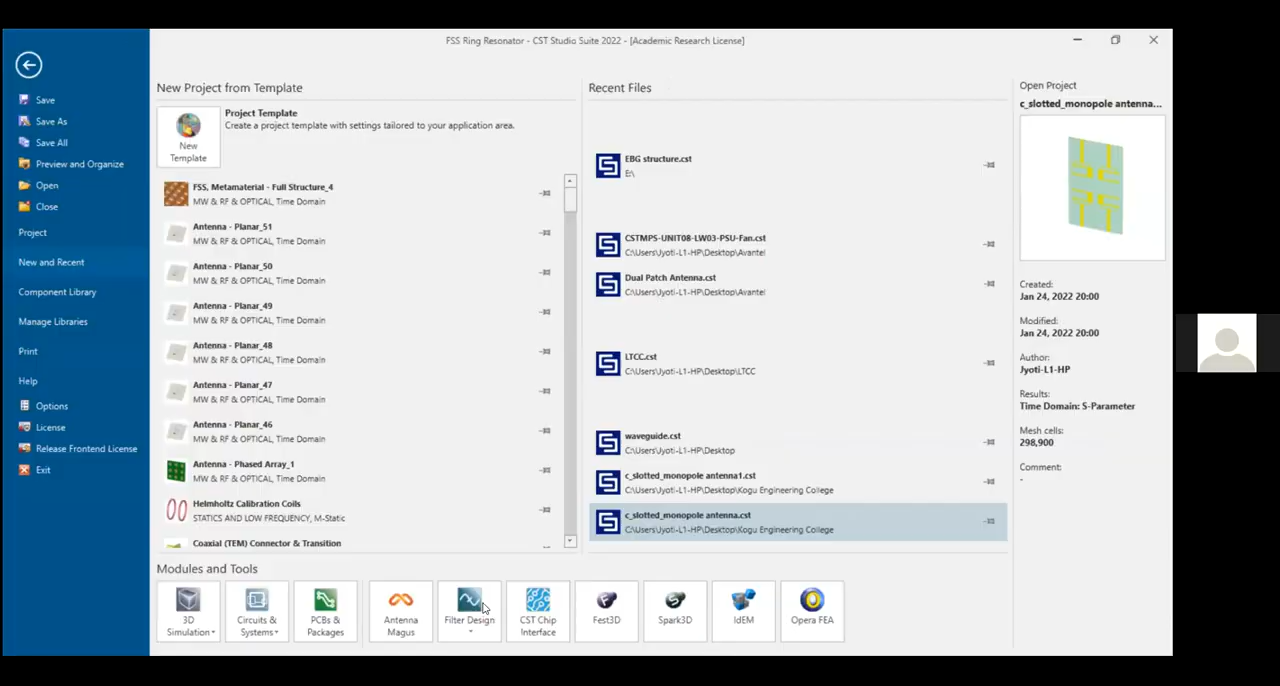 FSS Ring Resonator - CST Studio Suite 2022 - [Academic Research License]
Save
Save As
Save All
Preview and Organize
Open
Close
Project
New and Recent
Component Library
Manage Libraries
Print
Help
Options
License
Release Frontend License
Exit
New Project from Template
New
Template
Project Template
Create a project template with settings tailored to your application area.
FSS, Metamaterial - Full Structure_4
MW & RF & OPTICAL, Time Domain
Antenna - Planar_51
MW & RF & OPTICAL, Time Domain
Antenna - Planar_50
MW & RF & OPTICAL, Time Domain
Antenna - Planar_49
MW & RF & OPTICAL, Time Domain
Antenna - Planar_48
MW & RF & OPTICAL, Time Domain
Antenna - Planar_47
MW & RF & OPTICAL, Time Domain
Antenna - Planar_46
MW & RF & OPTICAL, Time Domain
Antenna - Phased Array_1
MW & RF & OPTICAL, Time Domain
Helmholtz Calibration Coils
STATICS AND LOW FREQUENCY, M-Static
Coaxial (TEM) Connector & Transition
Recent Files
EBG structure.cst
E:\
CSTMPS-UNIT08-LW03-PSU-Fan.cst
C:\Users\Jyoti-L1-HP\Desktop\Avantel
Dual Patch Antenna.cst
C:\Users\Jyoti-L1-HP\Desktop\Avantel
LTCC.cst
C:\Users\Jyoti-L1-HP\Desktop\LTCC
waveguide.cst
C:\Users\Jyoti-L1-HP\Desktop
c_slotted_monopole antenna1.cst
C:\Users\Jyoti-L1-HP\Desktop\Kogu Engineering College
c_slotted_monopole antenna.cst
C:\Users\Jyoti-L1-HP\Desktop\Kogu Engineering College
Open Project
c_slotted_monopole antenna...
Created:
Jan 24, 2022 20:00
Modified:
Jan 24, 2022 20:00
Author:
Jyoti-L1-HP
Results:
Time Domain: S-Parameter
Mesh cells:
298,900
Comment:
-
Modules and Tools
3D
Simulation
Circuits &
Systems
PCBs &
Packages
Antenna
Magus
Filter Design
CST Chip
Interface
Fest3D
Spark3D
IdEM
Opera FEA